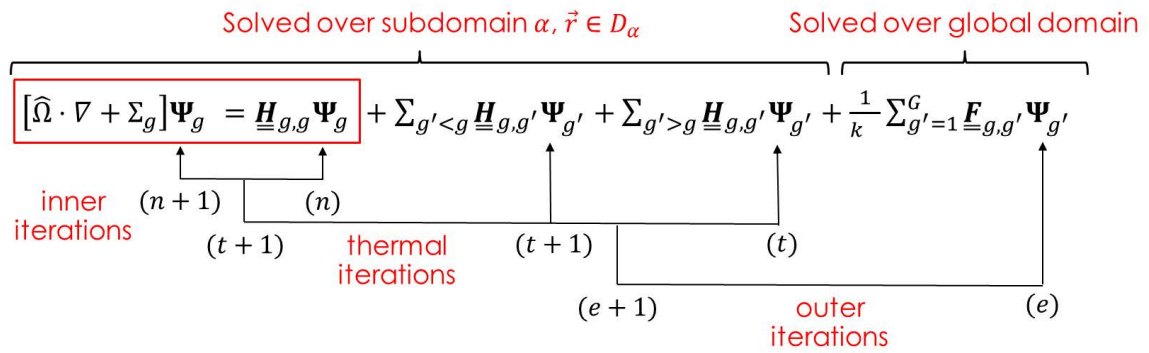 Solved over subdomain α, r⃗ ∈ D_α
Solved over global domain
[Ω̂ · ∇ + Σ_g]Ψ_g = H_{g,g}Ψ_g + Σ_{g′<g} H_{g,g′}Ψ_{g′} + Σ_{g′>g} H_{g,g′}Ψ_{g′} + 1/k Σ_{g′=1}^{G} F_{g,g′}Ψ_{g′}
inner
iterations
(n + 1)
(n)
(t + 1)
thermal
iterations
(t + 1)
(t)
(e + 1)
outer
iterations
(e)